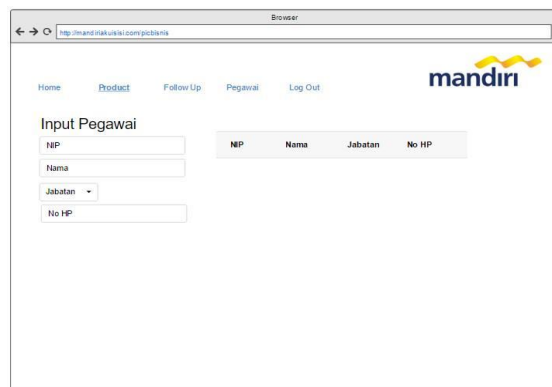 Browser
http://mandiriakuisisi.com/picbisnis
mandiri
Home Product Follow Up Pegawai Log Out
Input Pegawai
NIP
Nama
Jabatan
No HP
NIP Nama Jabatan No HP